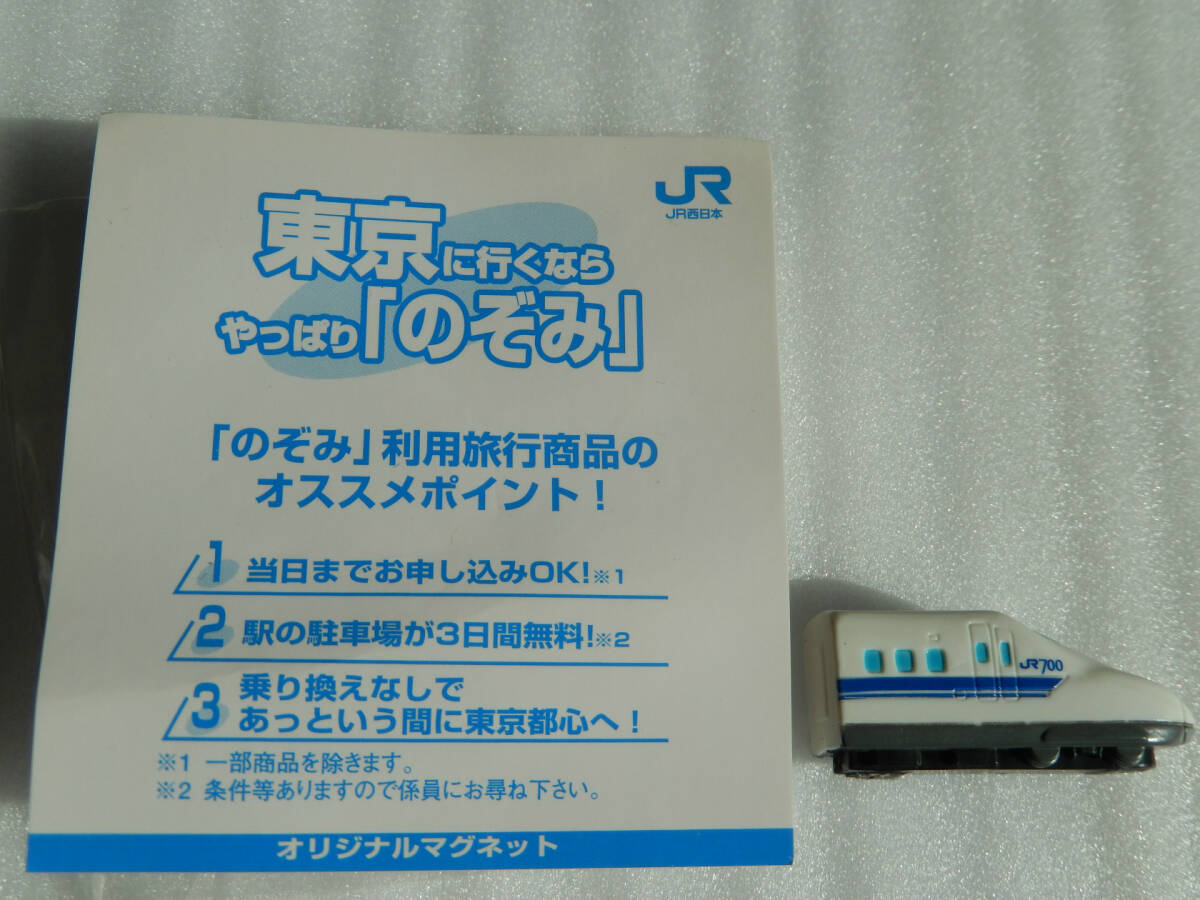 JR
JR西日本
東京に行くなら
やっぱり「のぞみ」
「のぞみ」利用旅行商品の
オススメポイント！
1 当日までお申し込みOK!※1
2 駅の駐車場が3日間無料!※2
3 乗り換えなしで
あっという間に東京都心へ！
※1 一部商品を除きます。
※2 条件等ありますので係員にお尋ね下さい。
オリジナルマグネット
JR700